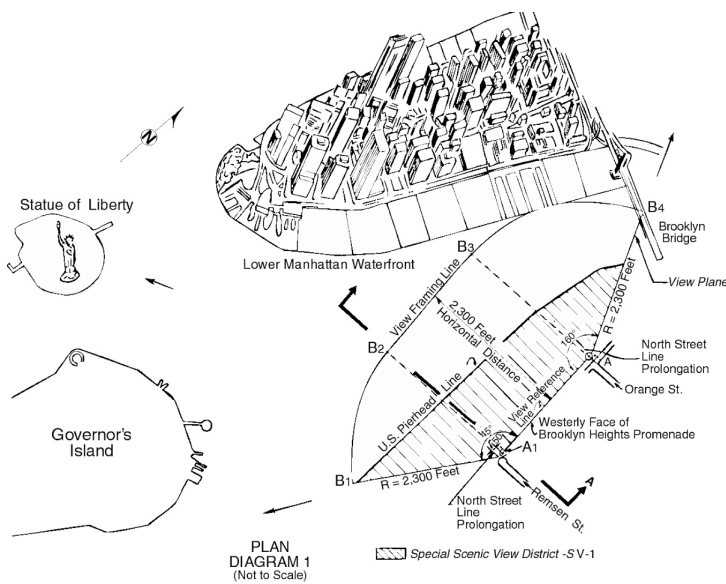 N
Statue of Liberty
Lower Manhattan Waterfront
B4
Brooklyn
Bridge
View Plane
B3
View Framing Line
2,300 Feet
Horizontal Distance
R = 2,300 Feet
160°
A
North Street
Line
Prolongation
Orange St.
B2
U.S. Pierhead Line
View Reference
Line
Westerly Face of
Brooklyn Heights Promenade
Governor's
Island
45°
A1
B1
R = 2,300 Feet
A
North Street
Line
Prolongation
Remsen St.
PLAN
DIAGRAM 1
(Not to Scale)
Special Scenic View District -SV-1